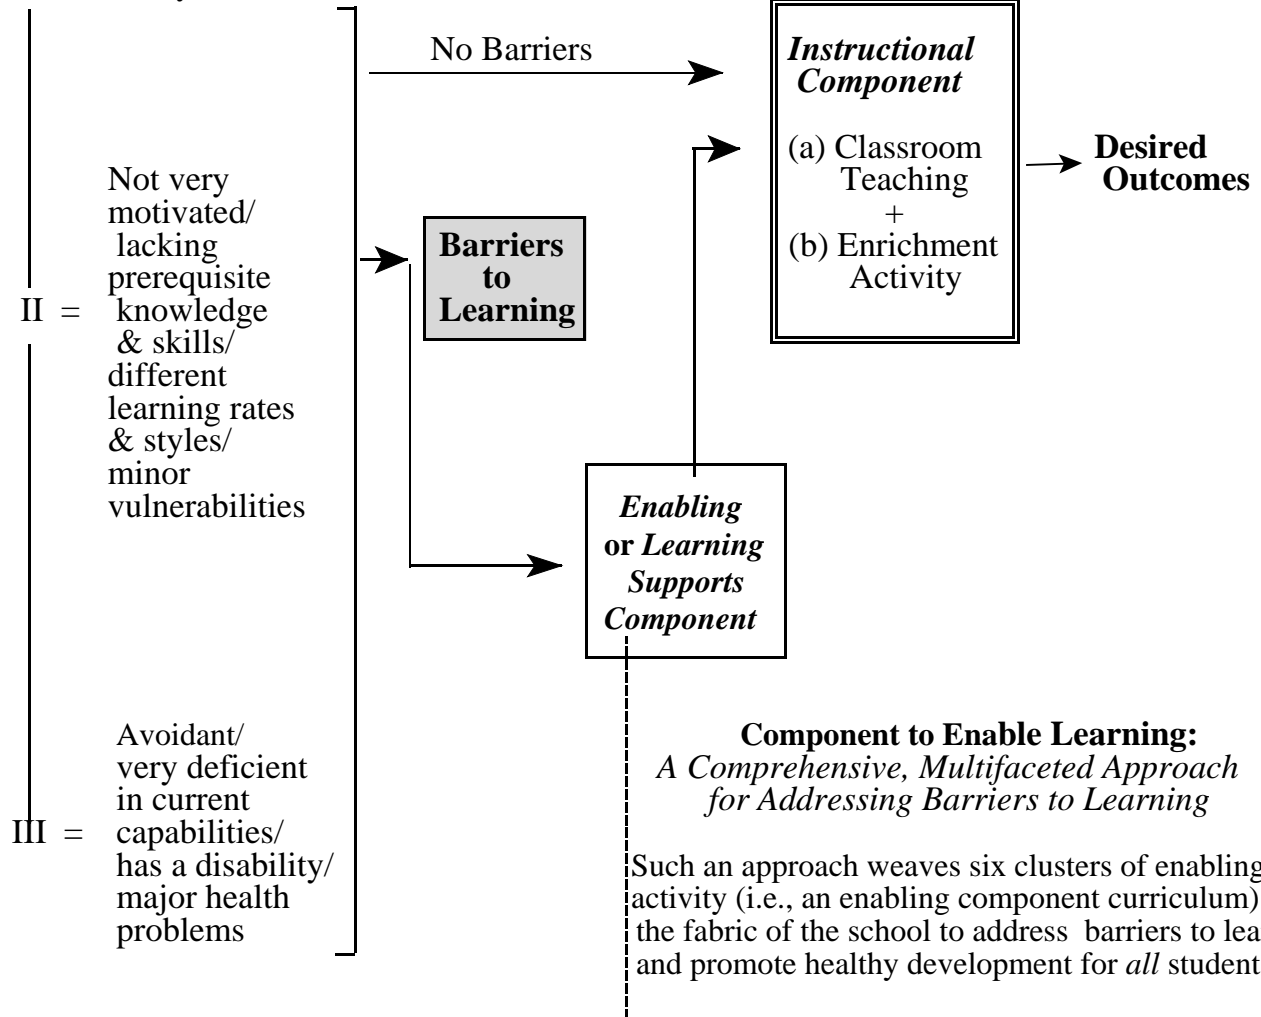 No Barriers
Instructional
Component
(a) Classroom
Teaching
+
(b) Enrichment
Activity
Desired
Outcomes
Barriers
to
Learning
II =
Not very
motivated/
lacking
prerequisite
knowledge
& skills/
different
learning rates
& styles/
minor
vulnerabilities
Enabling
or Learning
Supports
Component
III =
Avoidant/
very deficient
in current
capabilities/
has a disability/
major health
problems
Component to Enable Learning:
A Comprehensive, Multifaceted Approach
for Addressing Barriers to Learning
Such an approach weaves six clusters of enabling
activity (i.e., an enabling component curriculum)
the fabric of the school to address barriers to lea
and promote healthy development for all student